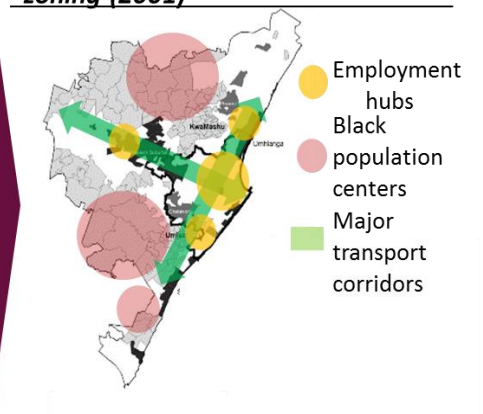 zoning (2001)
Employment
hubs
Black
population
centers
Major
transport
corridors
KwaMashu
Umhlanga